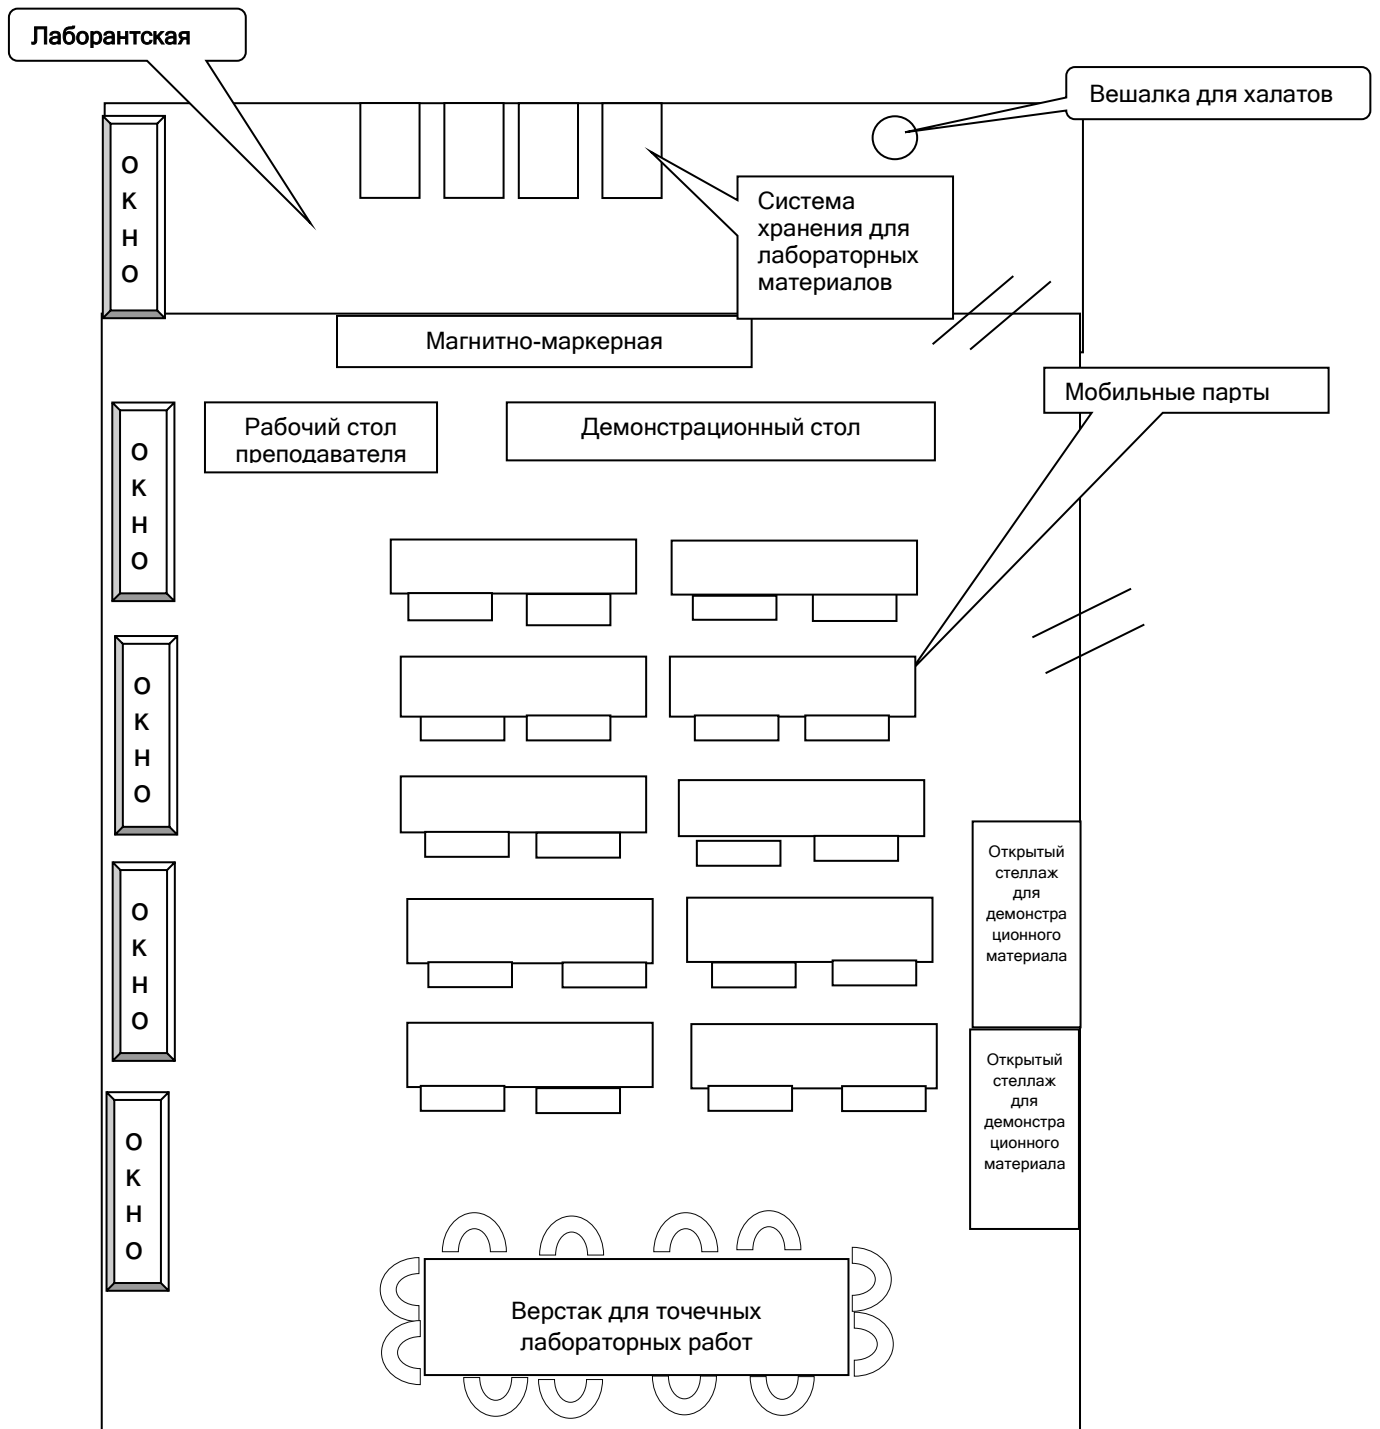 Лаборантская
Вешалка для халатов
О
К
Н
О
Система
хранения для
лабораторных
материалов
Магнитно-маркерная
Мобильные парты
Рабочий стол
преподавателя
Демонстрационный стол
О
К
Н
О
О
К
Н
О
Открытый
стеллаж
для
демонстра
ционного
материала
О
К
Н
О
Открытый
стеллаж
для
демонстра
ционного
материала
О
К
Н
О
Верстак для точечных
лабораторных работ